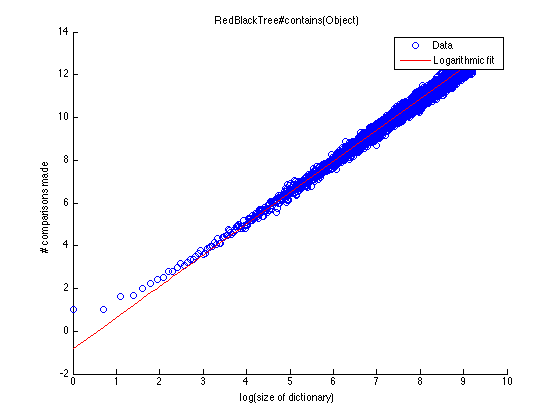 RedBlackTree#contains(Object)
14
12
10
8
6
4
2
0
-2
# comparisons made
Data
Logarithmic fit
0 1 2 3 4 5 6 7 8 9 10
log(size of dictionary)